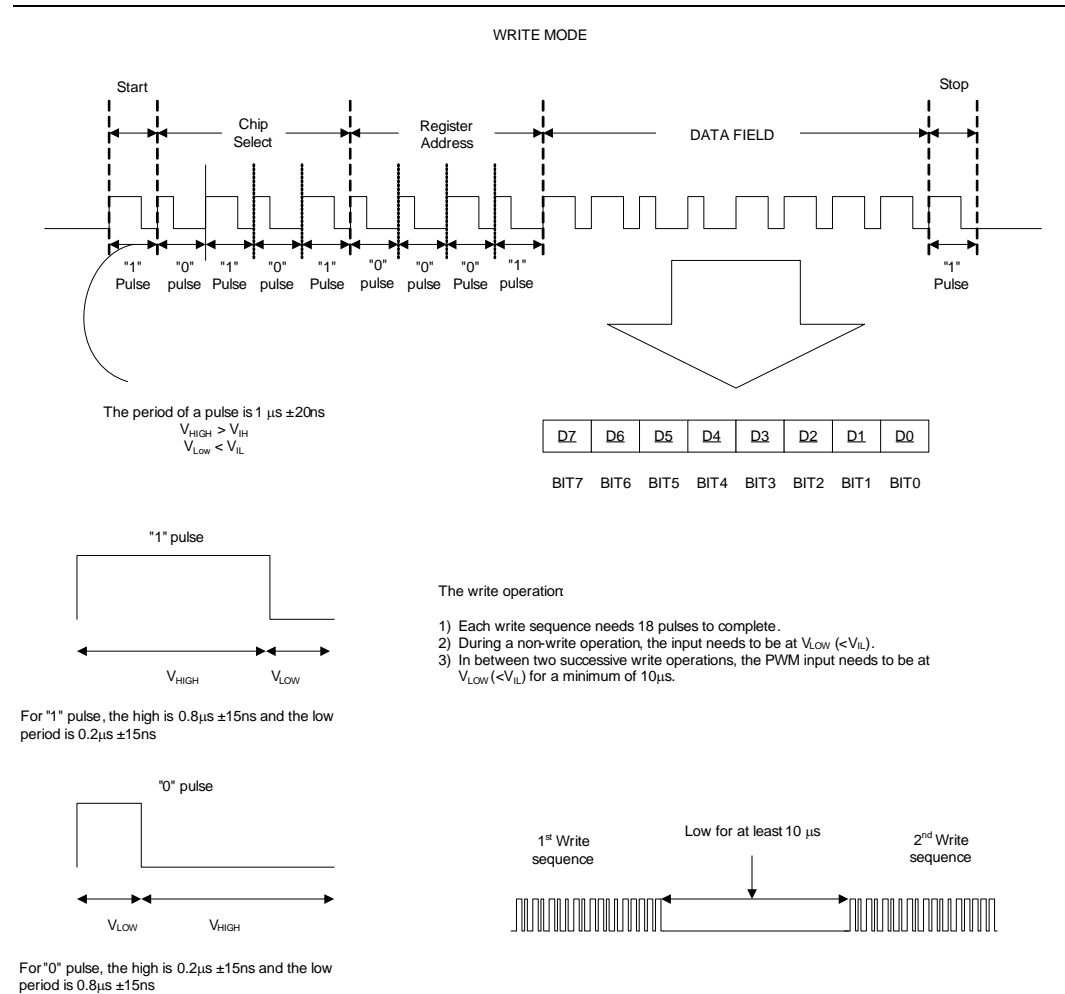 WRITE MODE
Start
Stop
Chip
Select
Register
Address
DATA FIELD
"1"
Pulse
"0"
pulse
"1"
Pulse
"0"
pulse
"1"
Pulse
"0"
pulse
"0"
pulse
"0"
Pulse
"1"
pulse
"1"
Pulse
The period of a pulse is 1 μs ±20ns
VHIGH > VIH
VLow < VIL
D7 D6 D5 D4 D3 D2 D1 D0
BIT7 BIT6 BIT5 BIT4 BIT3 BIT2 BIT1 BIT0
"1" pulse
VHIGH VLOW
For "1" pulse, the high is 0.8μs ±15ns and the low
period is 0.2μs ±15ns
The write operation:
1) Each write sequence needs 18 pulses to complete.
2) During a non-write operation, the input needs to be at VLOW (<VIL).
3) In between two successive write operations, the PWM input needs to be at
VLOW (<VIL) for a minimum of 10μs.
"0" pulse
VLOW VHIGH
For "0" pulse, the high is 0.2μs ±15ns and the low
period is 0.8μs ±15ns
1st Write
sequence
Low for at least 10 μs
2nd Write
sequence